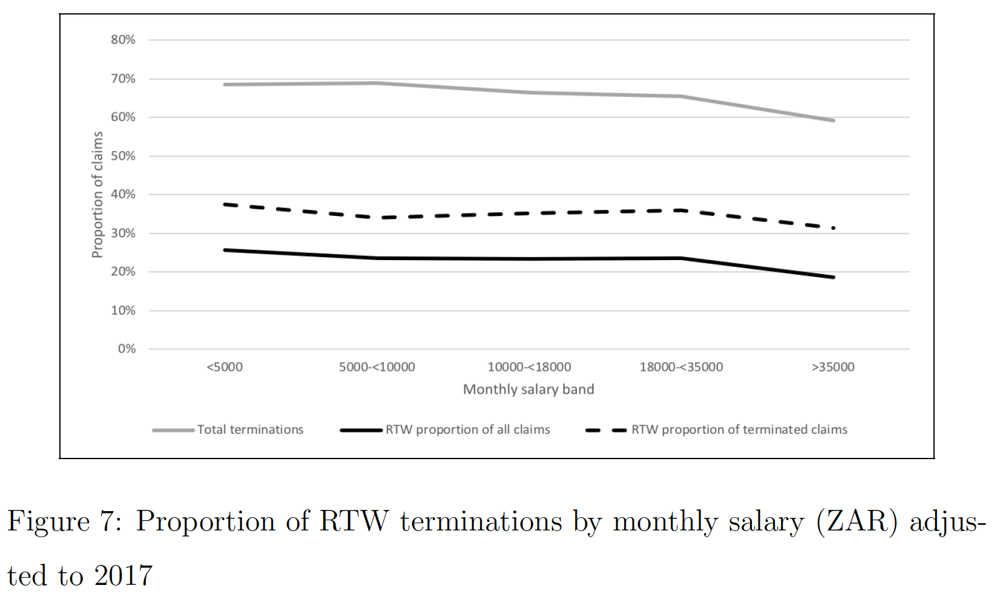 80%
70%
60%
50%
40%
30%
20%
10%
0%
Proportion of claims
<5000 5000-<10000 10000-<18000 18000-<35000 >35000
Monthly salary band
Total terminations RTW proportion of all claims RTW proportion of terminated claims
Figure 7: Proportion of RTW terminations by monthly salary (ZAR) adjus-
ted to 2017